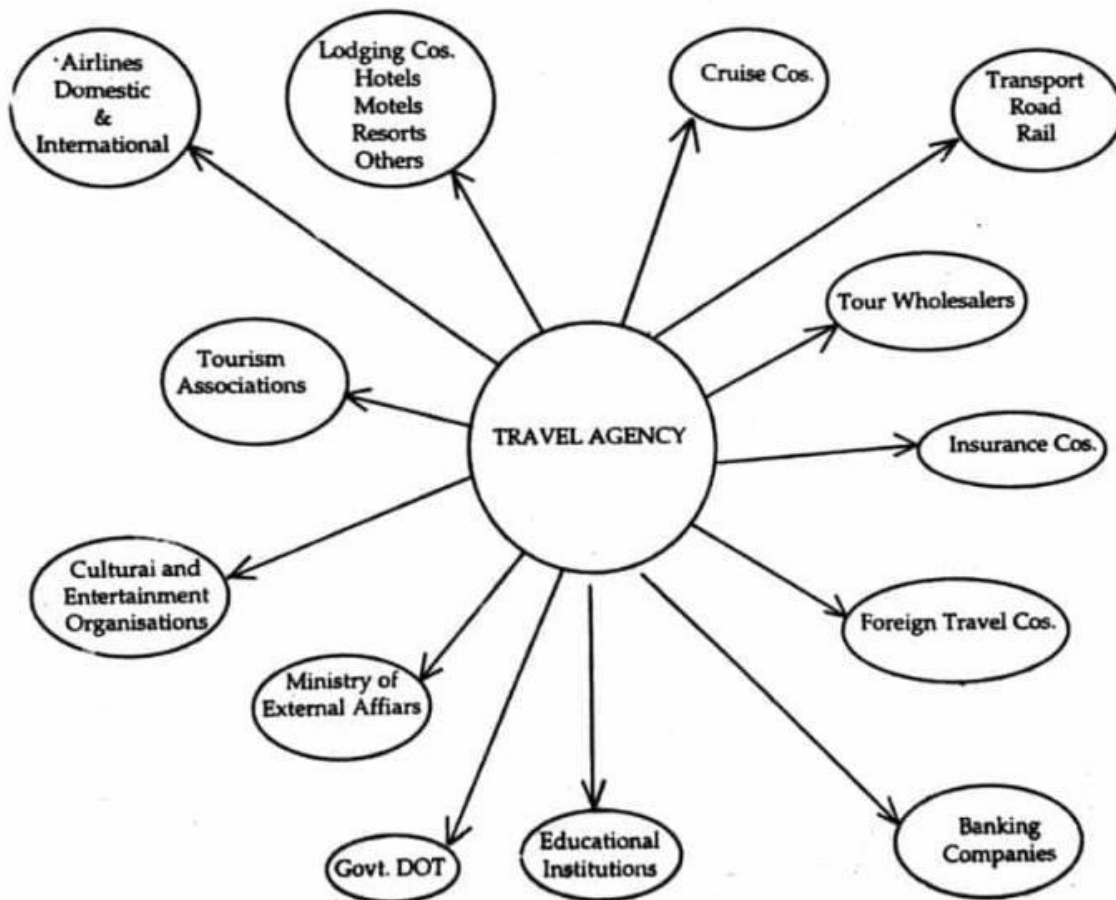 Airlines
Domestic
&
International
Lodging Cos.
Hotels
Motels
Resorts
Others
Cruise Cos.
Transport
Road
Rail
Tour Wholesalers
Tourism
Associations
TRAVEL AGENCY
Insurance Cos.
Culturai and
Entertainment
Organisations
Foreign Travel Cos.
Ministry of
External Affiars
Govt. DOT
Educational
Institutions
Banking
Companies